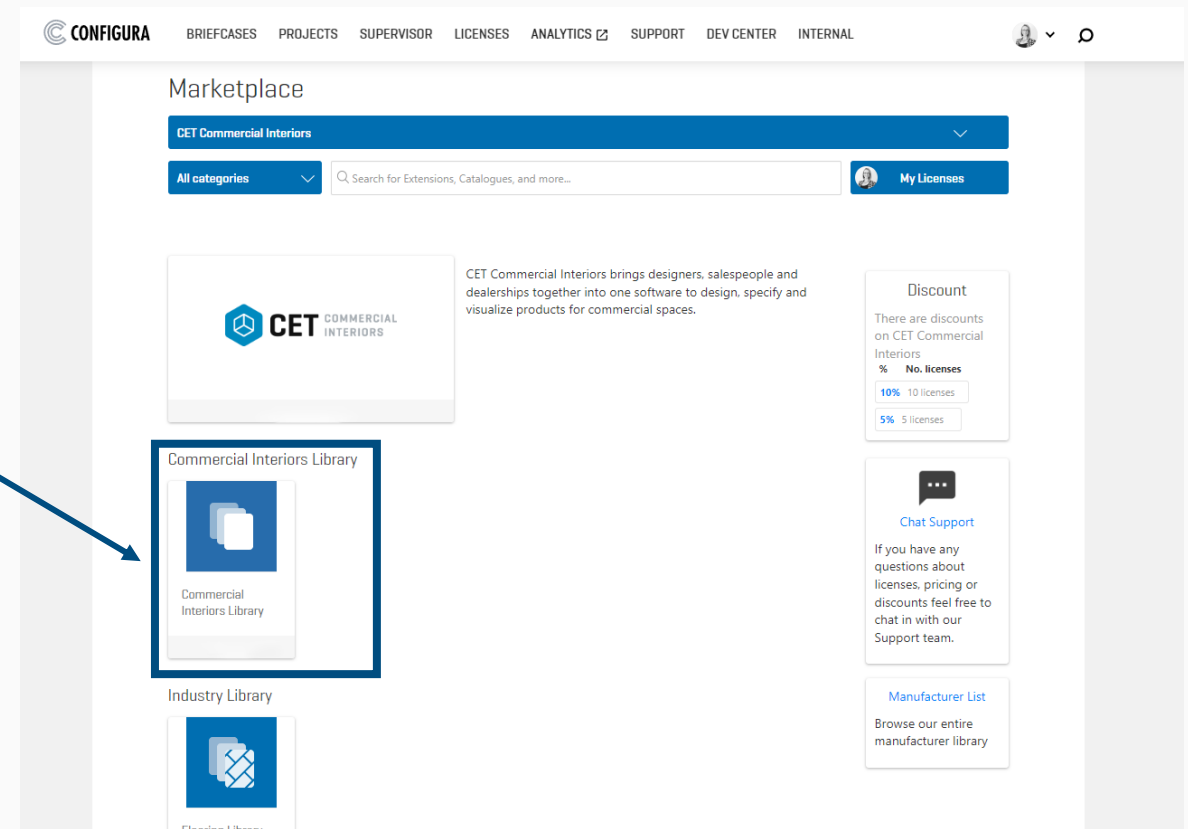 CONFIGURA BRIEFCASES PROJECTS SUPERVISOR LICENSES ANALYTICS SUPPORT DEV CENTER INTERNAL
Marketplace
CET Commercial Interiors
All categories Search for Extensions, Catalogues, and more... My Licenses
CET COMMERCIAL INTERIORS
CET Commercial Interiors brings designers, salespeople and
dealerships together into one software to design, specify and
visualize products for commercial spaces.
Discount
There are discounts
on CET Commercial
Interiors
% No. licenses
10% 10 licenses
5% 5 licenses
Commercial Interiors Library
Commercial
Interiors Library
Chat Support
If you have any
questions about
licenses, pricing or
discounts feel free to
chat in with our
Support team.
Industry Library
Manufacturer List
Browse our entire
manufacturer library